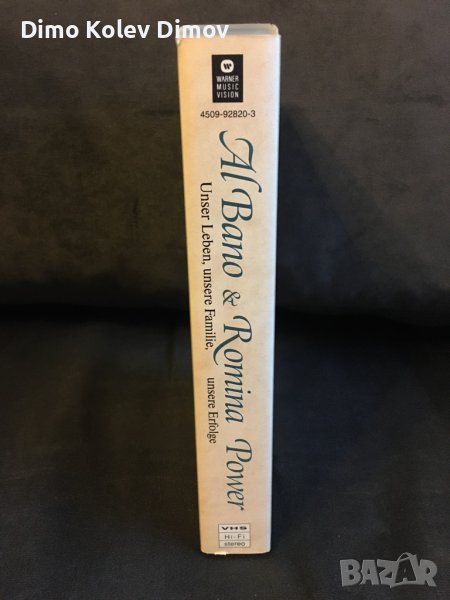 Dimo Kolev Dimov
WARNER
MUSIC
VISION
4509-92820-3
Al Bano & Romina Power
Unser Leben, unsere Familie,
unsere Erfolge
VHS
Hi-Fi
stereo
BAZAR